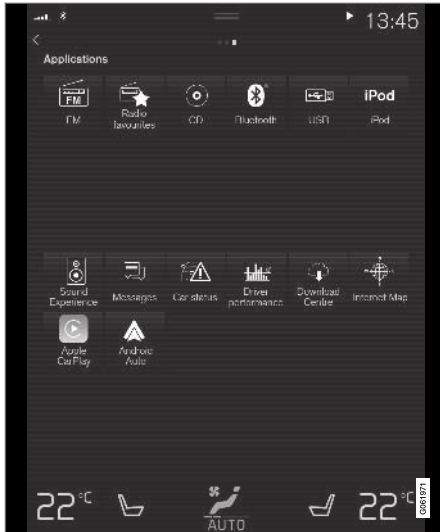 13:45
Applications
FM
iPod
FM
Radio
favourites
CD
Bluetooth
USB
iPod
Sound
Experience
Messages
Car status
Driver
performance
Download
Centre
Internet Map
Apple
CarPlay
Android
Auto
22°C
AUTO
22°C
G061971